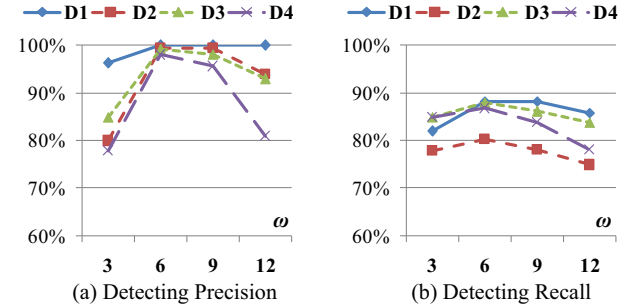 D1 D2 D3 D4
100%
90%
80%
70%
60%
ω
3 6 9 12
(a) Detecting Precision
D1 D2 D3 D4
100%
90%
80%
70%
60%
ω
3 6 9 12
(b) Detecting Recall